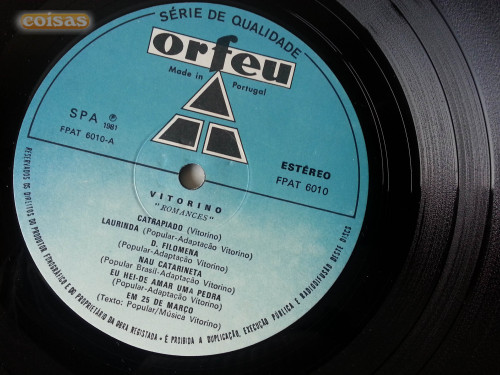 coisas
SÉRIE DE QUALIDADE
orfeu
Made in Portugal
SPA ℗ 1981
FPAT 6010-A
ESTÉREO
FPAT 6010
VITORINO
"ROMANCES"
CATRAPIADO (Vitorino)
LAURINDA (Popular-Adaptação Vitorino)
D. FILOMENA
(Popular-Adaptação Vitorino)
NAU CATARINETA
(Popular Brasil-Adaptação Vitorino)
EU HEI-DE AMAR UMA PEDRA
(Popular-Adaptação Vitorino)
EM 25 DE MARÇO
(Texto: Popular/Música Vitorino)
RESERVADOS OS DIREITOS DO PRODUTOR FONOGRÁFICO E DO PROPRIETÁRIO DA OBRA REGISTADA - É PROIBIDA A DUPLICAÇÃO, EXECUÇÃO PÚBLICA E RADIODIFUSÃO DESTE DISCO